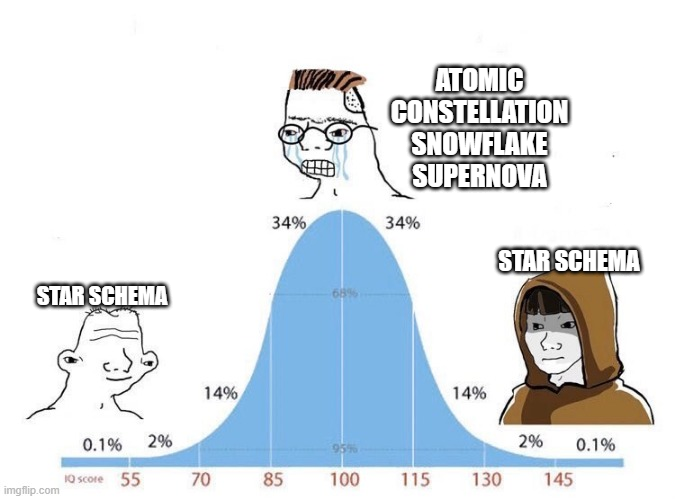 ATOMIC
CONSTELLATION
SNOWFLAKE
SUPERNOVA
34% 34%
STAR SCHEMA
STAR SCHEMA
68%
14% 14%
0.1% 2% 95% 2% 0.1%
IQ score 55 70 85 100 115 130 145
imgflip.com